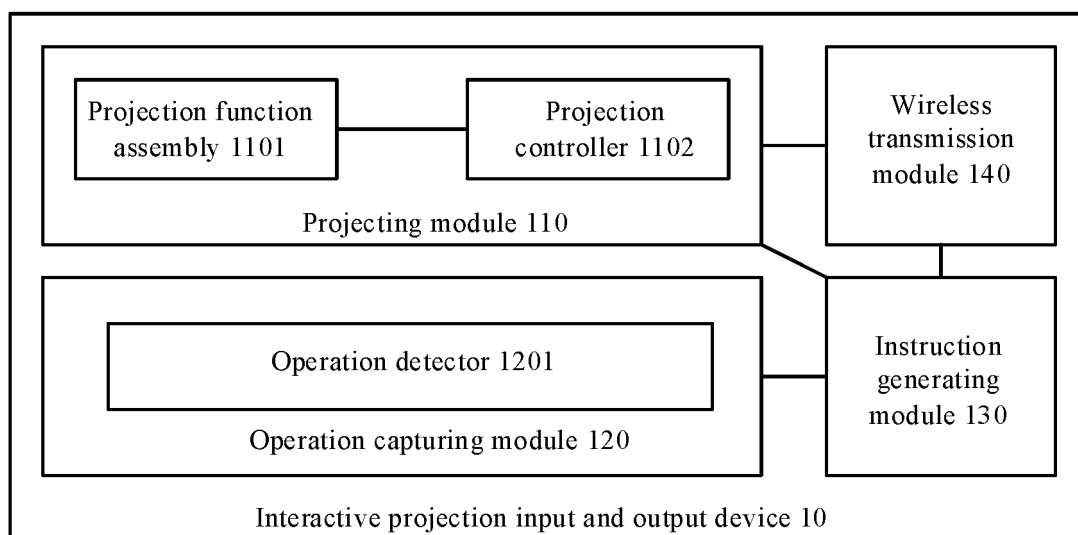 Projection function
assembly 1101
Projection
controller 1102
Projecting module 110
Wireless
transmission
module 140
Operation detector 1201
Operation capturing module 120
Instruction
generating
module 130
Interactive projection input and output device 10